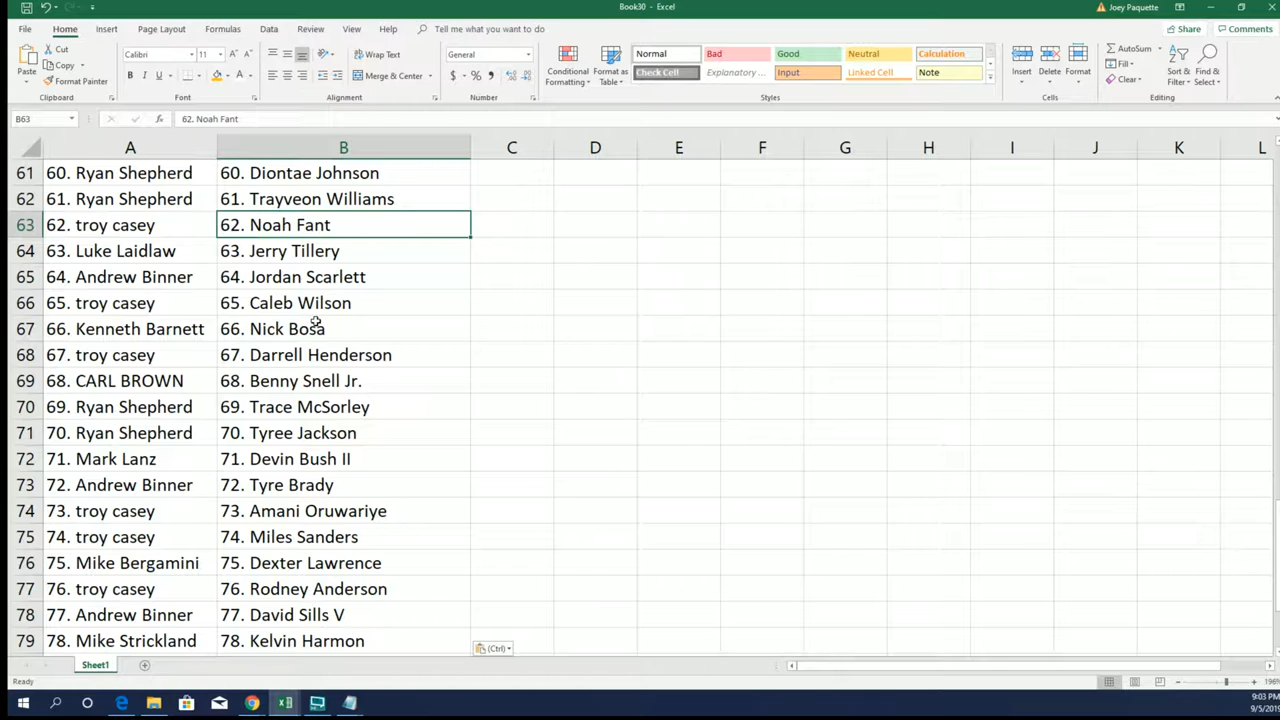 Book30 - Excel
Joey Paquette
File Home Insert Page Layout Formulas Data Review View Help Tell me what you want to do Share Comments
Paste Cut Copy Format Painter Clipboard
Calibri 11 B I U A Font
Wrap Text Merge & Center Alignment
General $ % Number
Conditional Formatting Format as Table
Normal Bad Good Neutral Calculation
Check Cell Explanatory ... Input Linked Cell Note
Styles
Insert Delete Format Cells
AutoSum Fill Clear Sort & Filter Find & Select Editing
B63 fx 62. Noah Fant
A B C D E F G H I J K L
61 60. Ryan Shepherd 60. Diontae Johnson
62 61. Ryan Shepherd 61. Trayveon Williams
63 62. troy casey 62. Noah Fant
64 63. Luke Laidlaw 63. Jerry Tillery
65 64. Andrew Binner 64. Jordan Scarlett
66 65. troy casey 65. Caleb Wilson
67 66. Kenneth Barnett 66. Nick Bosa
68 67. troy casey 67. Darrell Henderson
69 68. CARL BROWN 68. Benny Snell Jr.
70 69. Ryan Shepherd 69. Trace McSorley
71 70. Ryan Shepherd 70. Tyree Jackson
72 71. Mark Lanz 71. Devin Bush II
73 72. Andrew Binner 72. Tyre Brady
74 73. troy casey 73. Amani Oruwariye
75 74. troy casey 74. Miles Sanders
76 75. Mike Bergamini 75. Dexter Lawrence
77 76. troy casey 76. Rodney Anderson
78 77. Andrew Binner 77. David Sills V
79 78. Mike Strickland 78. Kelvin Harmon
(Ctrl)
Sheet1
Ready 196%
9:03 PM
9/5/2019